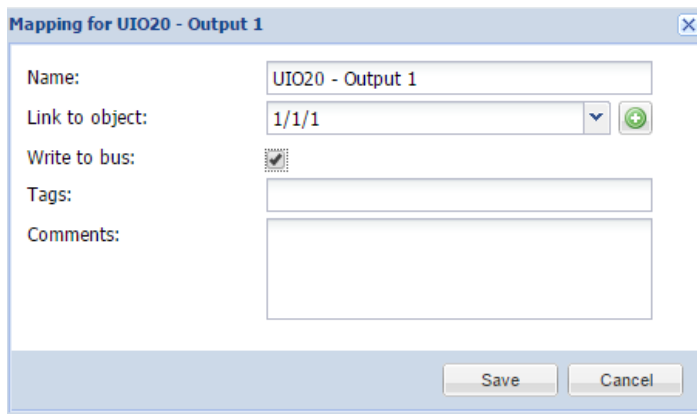 Mapping for UIO20 - Output 1
Name: UIO20 - Output 1
Link to object: 1/1/1
Write to bus:
Tags:
Comments:
Save Cancel